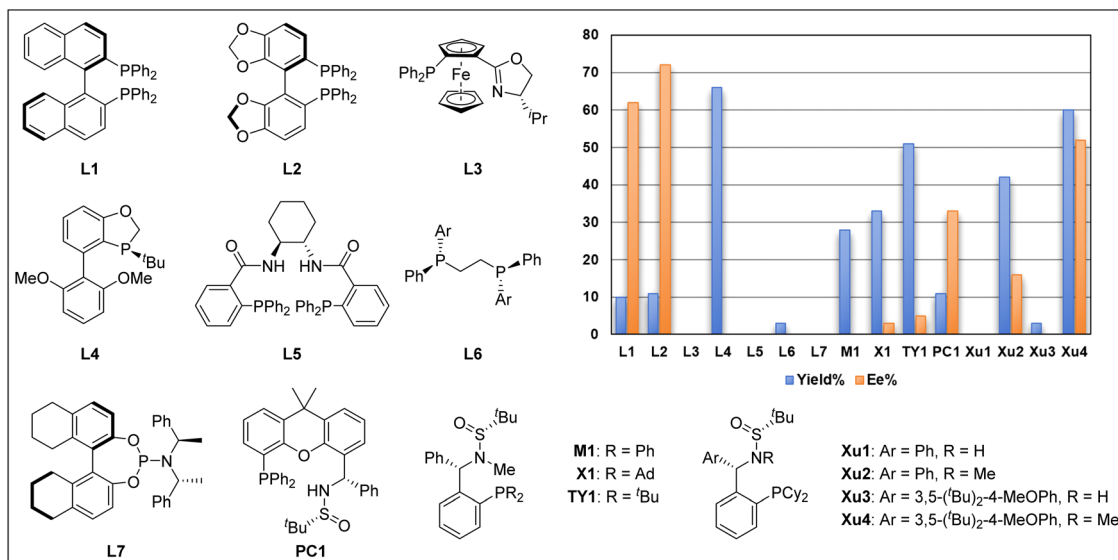 PPh2
PPh2
L1
O
O
O
O
PPh2
PPh2
L2
PPh2
Fe
O
N
iPr
L3
O
P
tBu
MeO
OMe
L4
O
NH
HN
O
PPh2
Ph2P
L5
Ar
P
Ph
P
Ph
Ar
L6
O
O
P
N
Ph
Ph
L7
O
PPh2
HN
Ph
tBu
S
O
PC1
O
tBu
S
Ph
N
Me
PR2
M1: R = Ph
X1: R = Ad
TY1: R = tBu
O
tBu
S
Ar
NR
PCy2
Xu1: Ar = Ph, R = H
Xu2: Ar = Ph, R = Me
Xu3: Ar = 3,5-(tBu)2-4-MeOPh, R = H
Xu4: Ar = 3,5-(tBu)2-4-MeOPh, R = Me
80
70
60
50
40
30
20
10
0
L1 L2 L3 L4 L5 L6 L7 M1 X1 TY1 PC1 Xu1 Xu2 Xu3 Xu4
Yield% Ee%